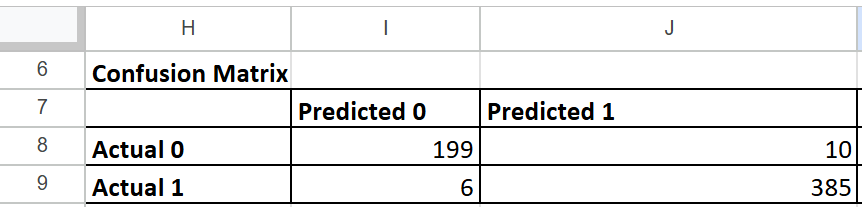 H I J
6 Confusion Matrix
7 Predicted 0 Predicted 1
8 Actual 0 199 10
9 Actual 1 6 385